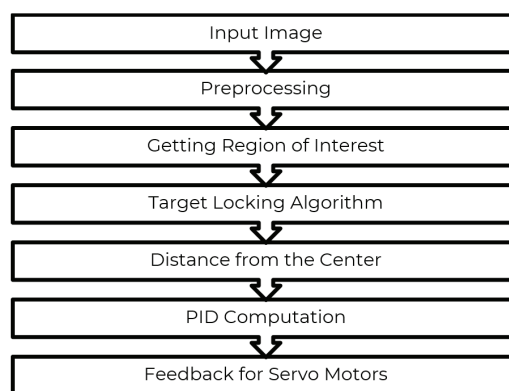 Input Image
Preprocessing
Getting Region of Interest
Target Locking Algorithm
Distance from the Center
PID Computation
Feedback for Servo Motors